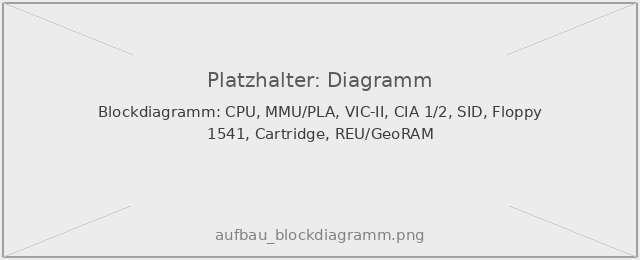 Platzhalter: Diagramm
Blockdiagramm: CPU, MMU/PLA, VIC-II, CIA 1/2, SID, Floppy
1541, Cartridge, REU/GeoRAM
aufbau_blockdiagramm.png